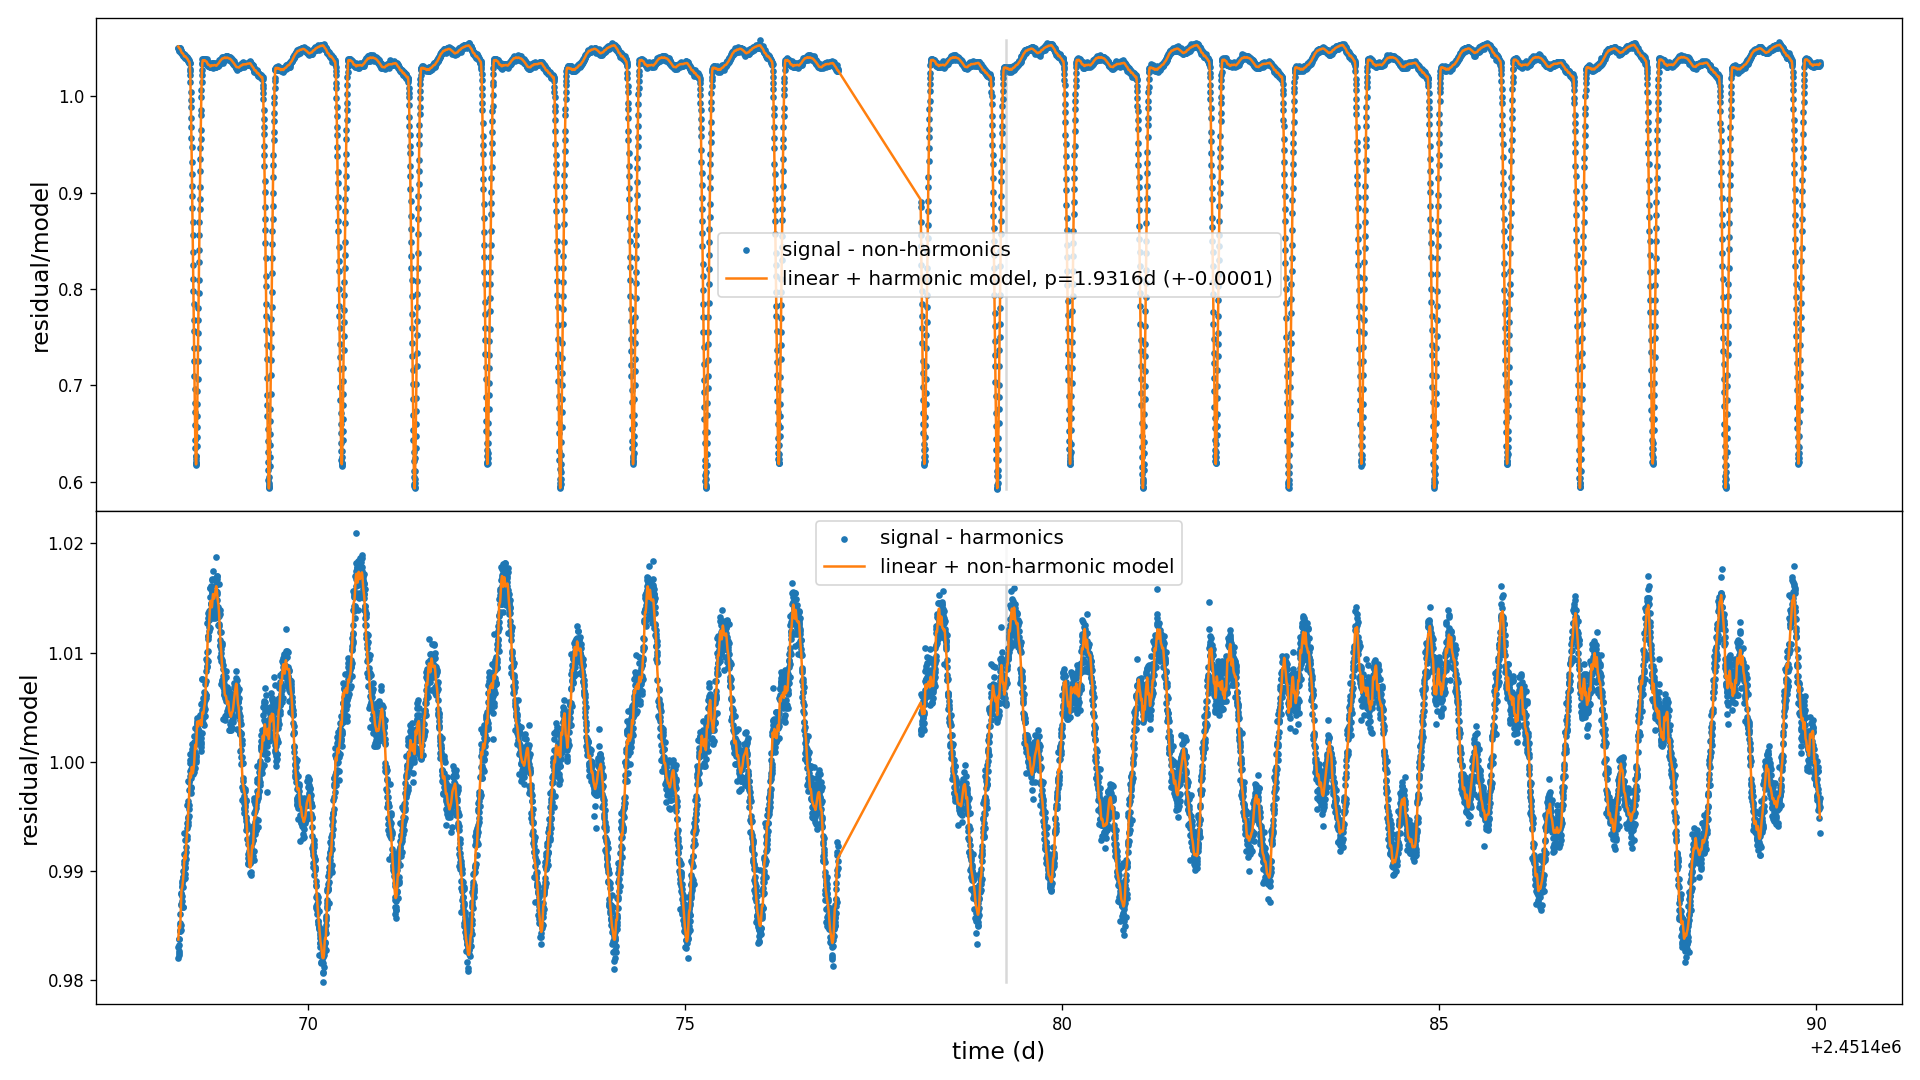 1.0
0.9
0.8
0.7
0.6
residual/model
signal - non-harmonics
linear + harmonic model, p=1.9316d (+-0.0001)
1.02
1.01
1.00
0.99
0.98
residual/model
signal - harmonics
linear + non-harmonic model
70 75 80 85 90
time (d)
+2.4514e6